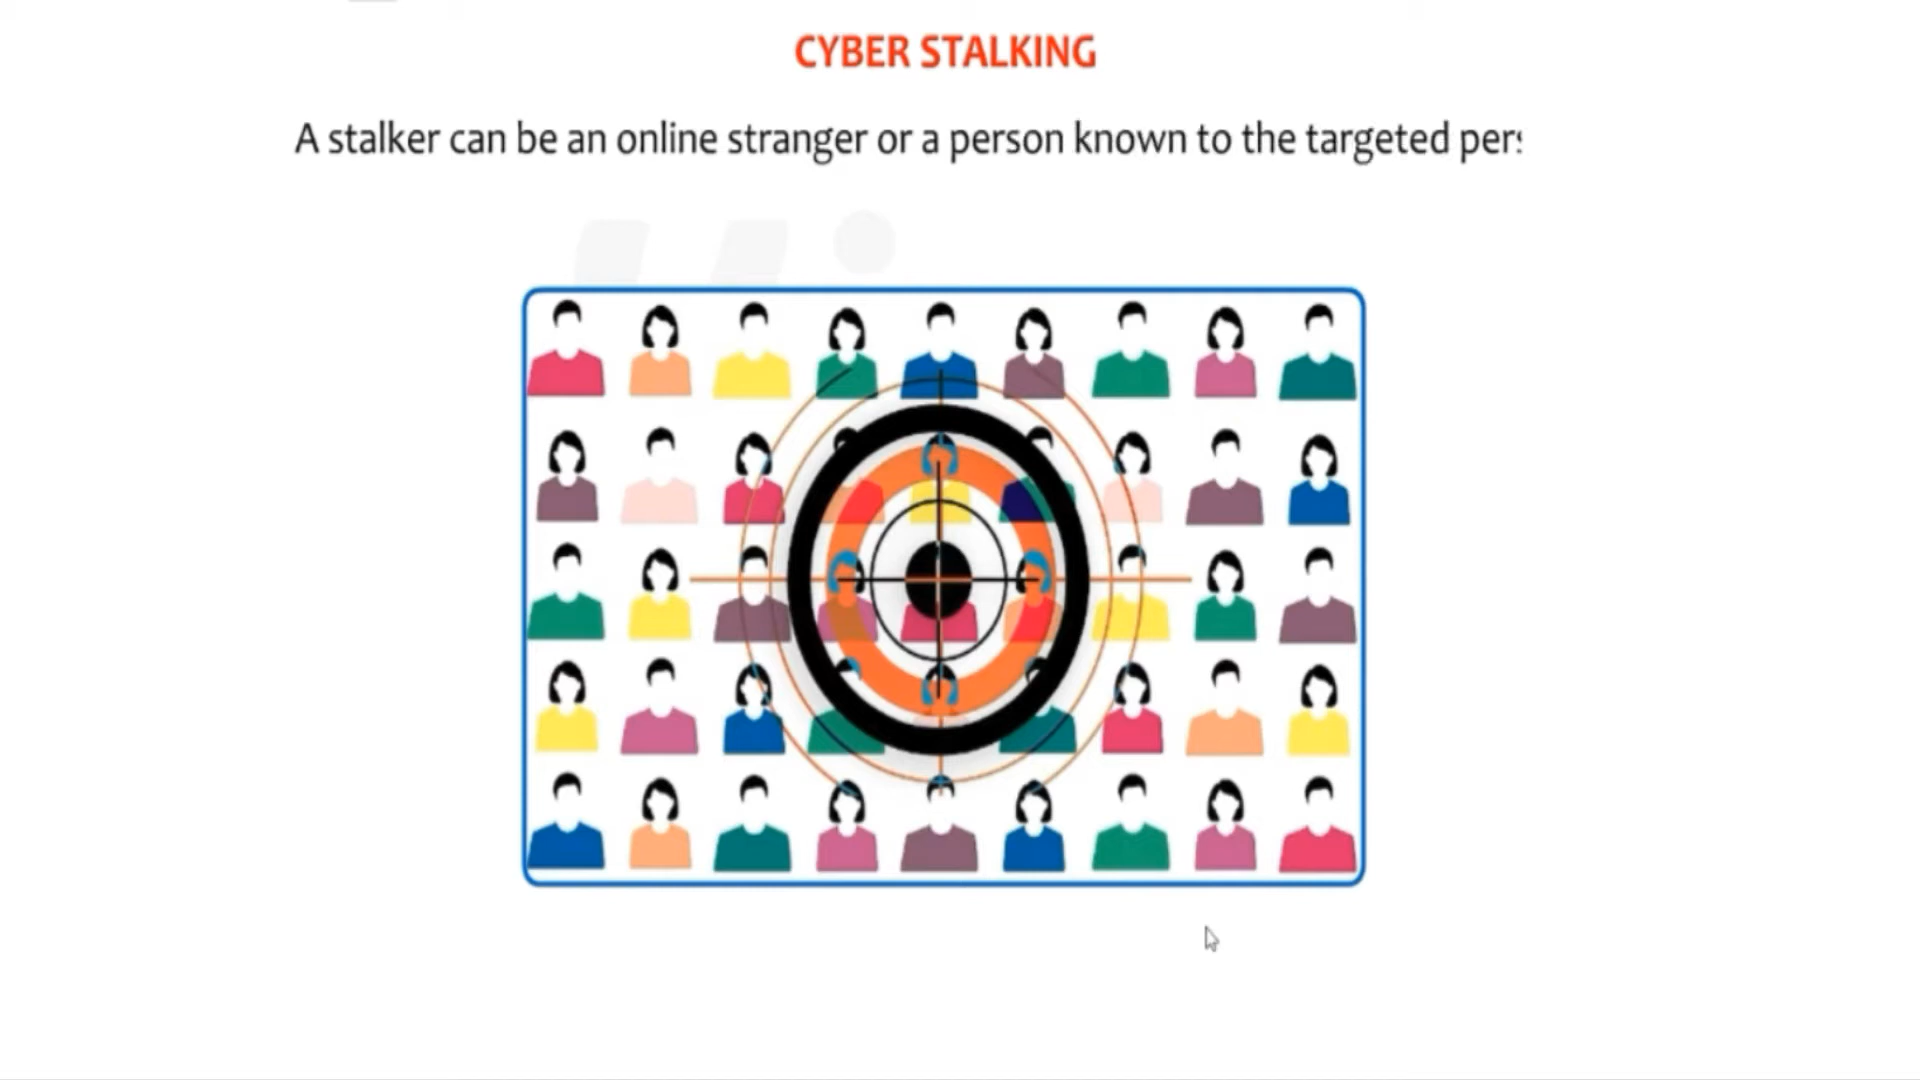 CYBER STALKING
A stalker can be an online stranger or a person known to the targeted